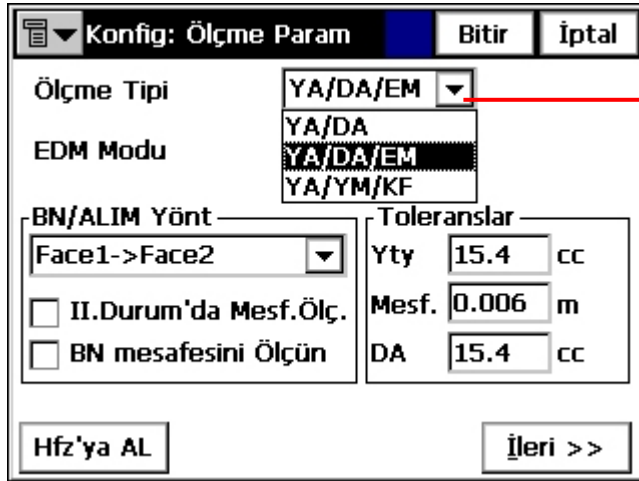 Konfig: Ölçme Param Bitir İptal
Ölçme Tipi YA/DA/EM
YA/DA
EDM Modu YA/DA/EM
YA/YM/KF
BN/ALIM Yönt Toleranslar
Face1->Face2 Yty 15.4 cc
II.Durum'da Mesf.Ölç. Mesf. 0.006 m
BN mesafesini Ölçün DA 15.4 cc
Hfz'ya AL İleri >>